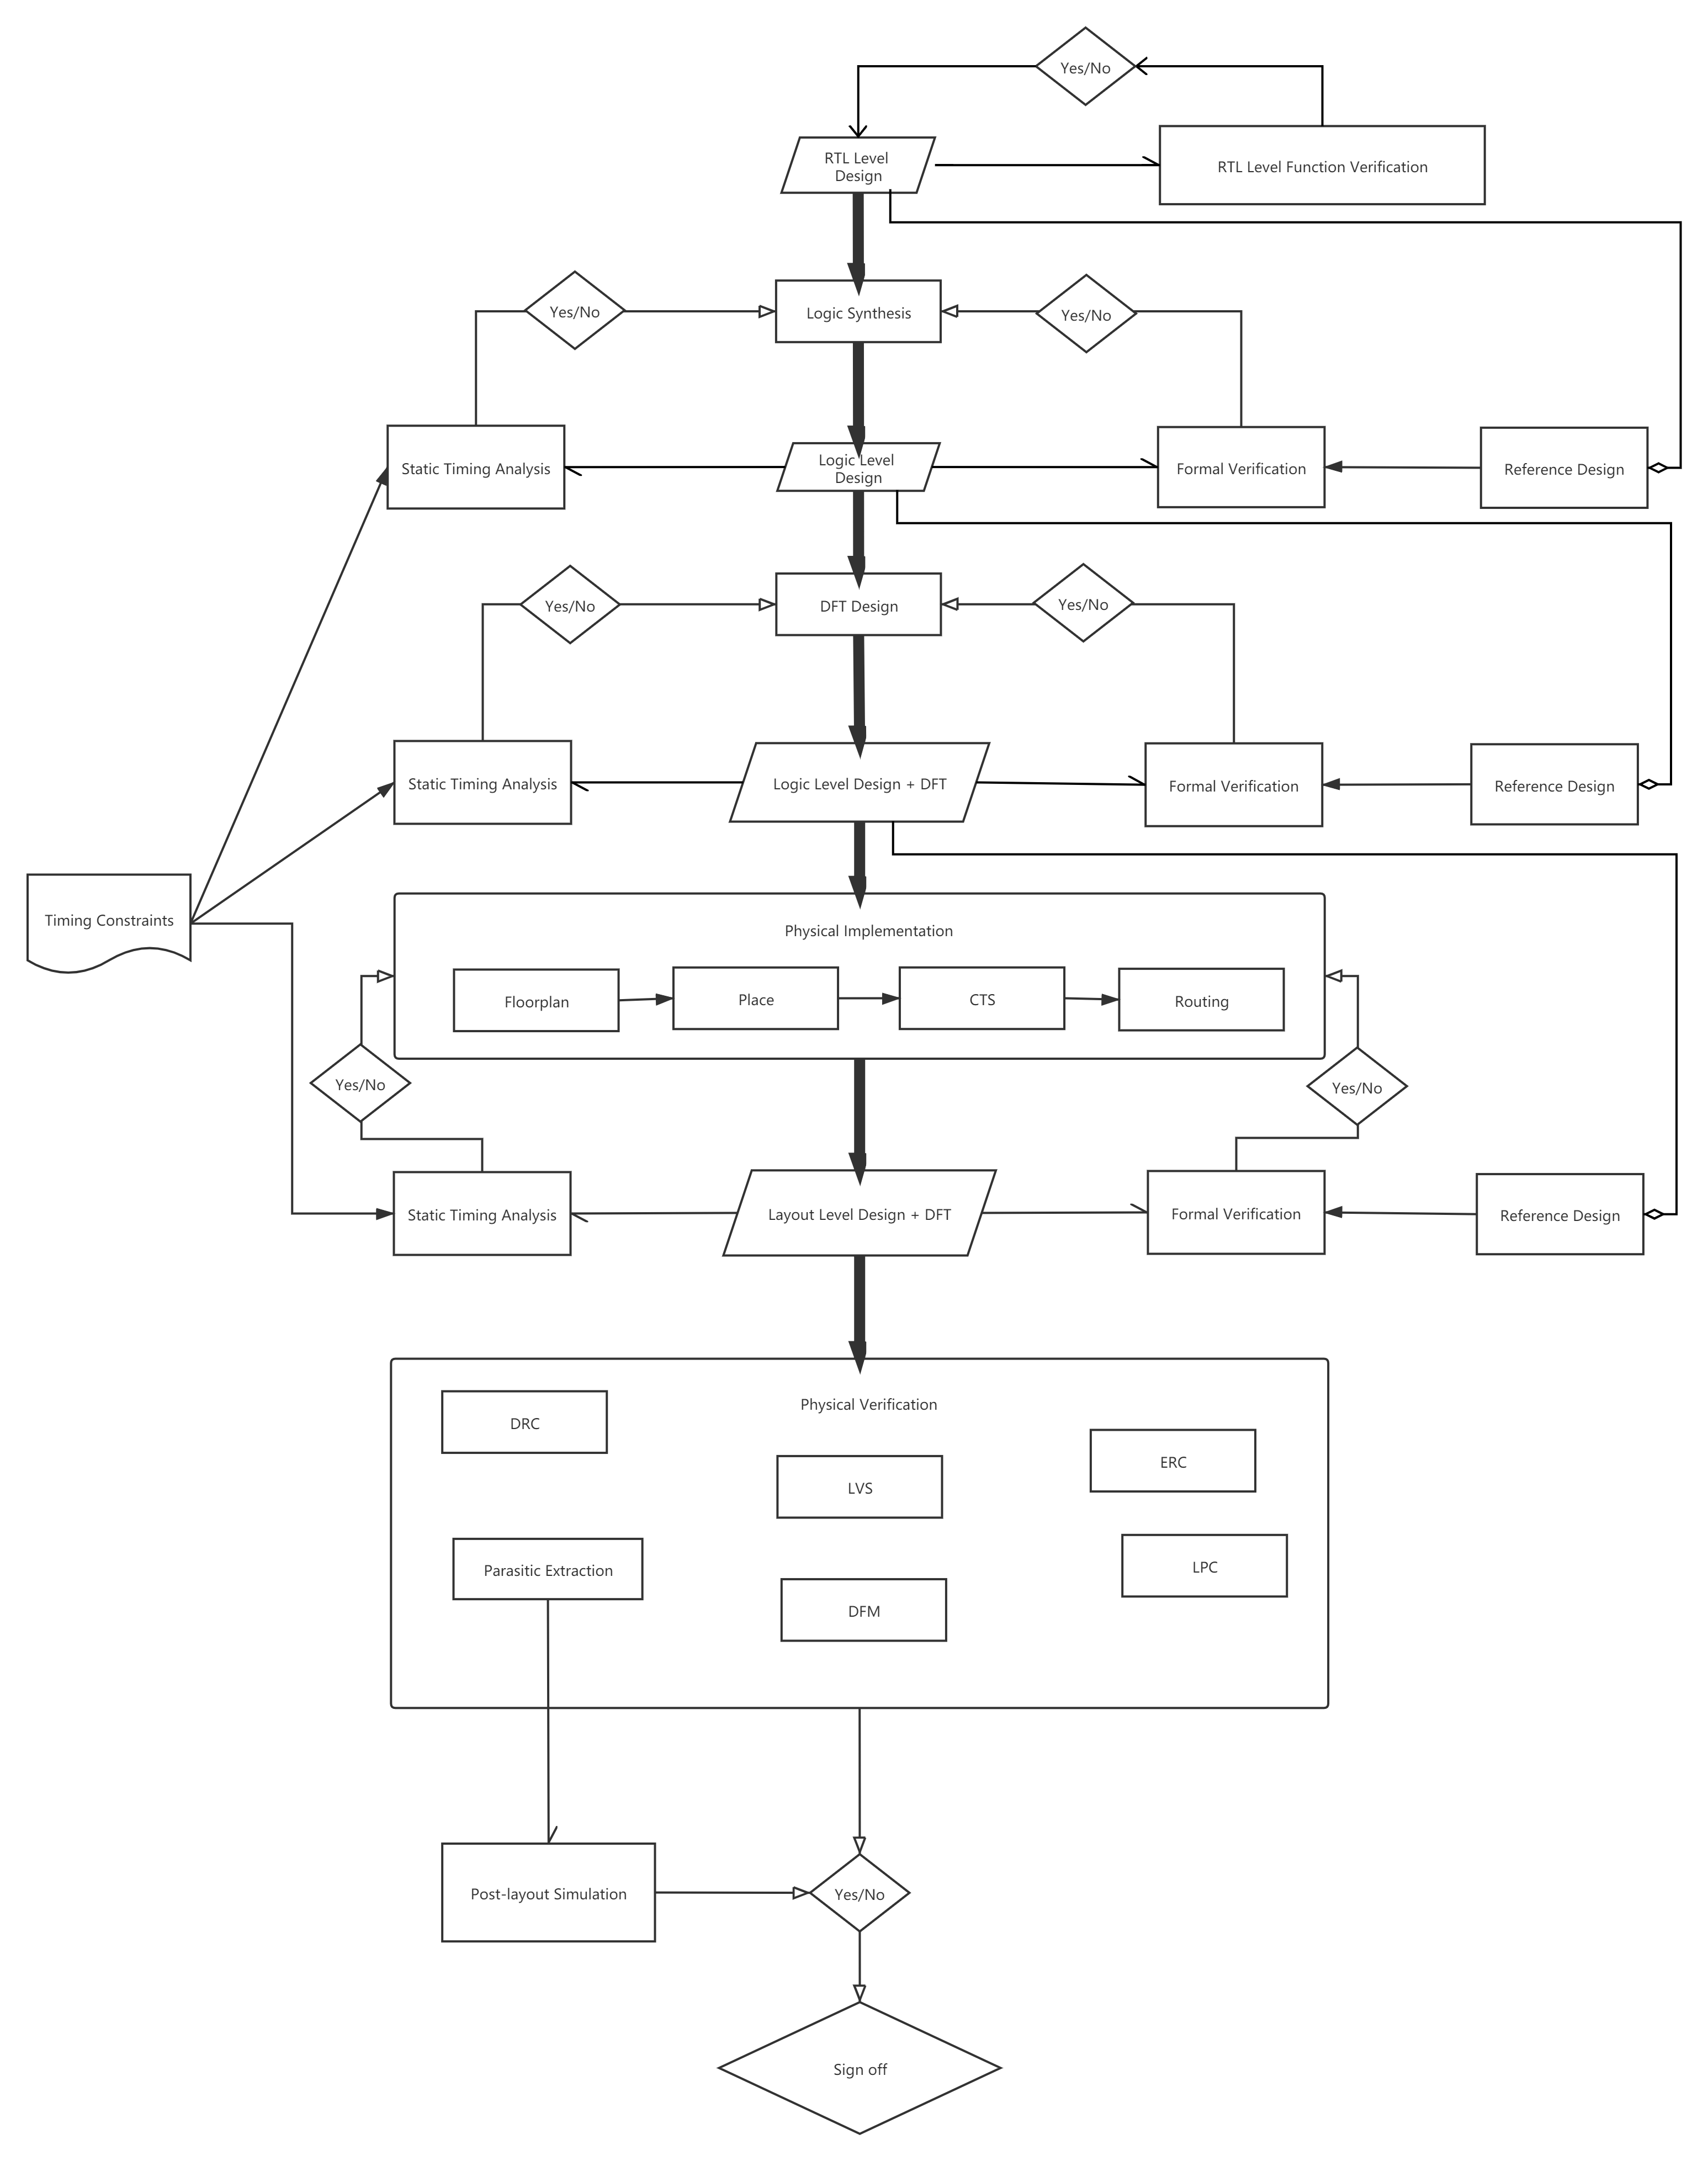 Yes/No
RTL Level
Design
RTL Level Function Verification
Yes/No
Logic Synthesis
Yes/No
Static Timing Analysis
Logic Level
Design
Formal Verification
Reference Design
Yes/No
DFT Design
Yes/No
Static Timing Analysis
Logic Level Design + DFT
Formal Verification
Reference Design
Timing Constraints
Physical Implementation
Floorplan
Place
CTS
Routing
Yes/No
Yes/No
Static Timing Analysis
Layout Level Design + DFT
Formal Verification
Reference Design
Physical Verification
DRC
ERC
LVS
Parasitic Extraction
LPC
DFM
Post-layout Simulation
Yes/No
Sign off